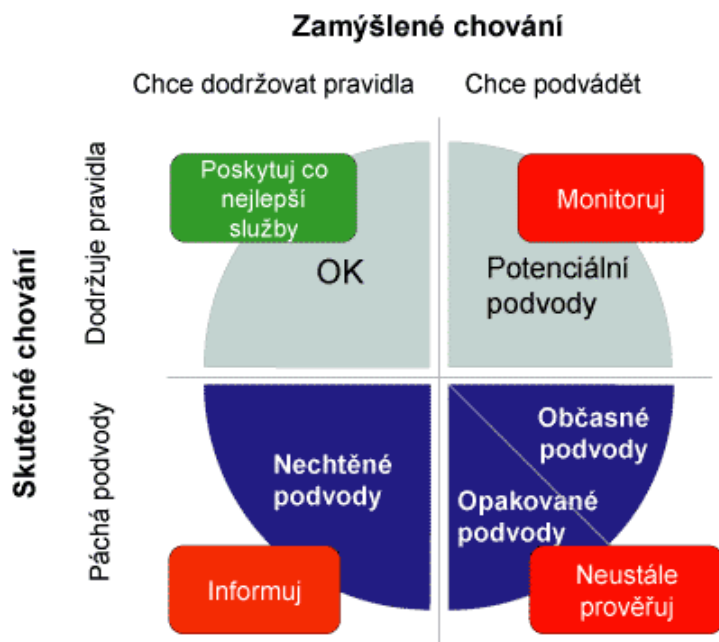 Zamýšlené chování
Chce dodržovat pravidla
Chce podvádět
Skutečné chování
Dodržuje pravidla
Poskytuj co
nejlepší
služby
OK
Monitoruj
Potenciální
podvody
Páchá podvody
Nechtěné
podvody
Informuj
Občasné
podvody
Opakované
podvody
Neustále
prověřuj